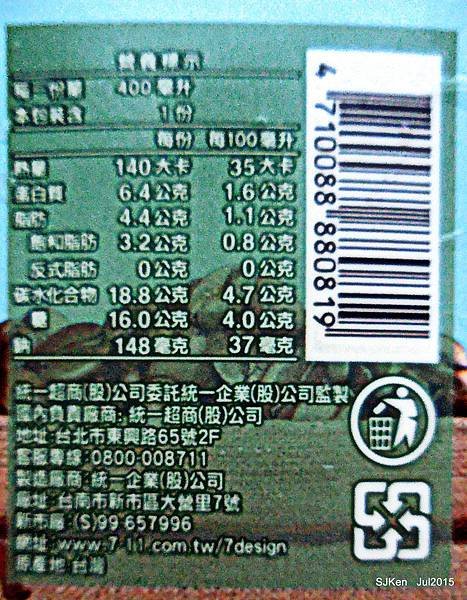 營養標示
每一份量 400毫升
本包裝含 1份
每份 每100毫升
熱量 140大卡 35大卡
蛋白質 6.4公克 1.6公克
脂肪 4.4公克 1.1公克
飽和脂肪 3.2公克 0.8公克
反式脂肪 0公克 0公克
碳水化合物 18.8公克 4.7公克
糖 16.0公克 4.0公克
鈉 148毫克 37毫克
4 710088 880819
統一超商(股)公司委託統一企業(股)公司監製
國內負責廠商: 統一超商(股)公司
地址: 台北市東興路65號2F
客服專線: 0800-008711
製造廠商: 統一企業(股)公司
廠址: 台南市新市區大營里7號
新市廠: (S)99 657996
網址: www.7-11.com.tw/7design
原產地: 台灣
SJKen Jul2015